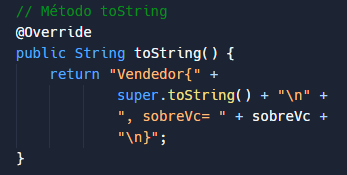 // Método toString
@Override
public String toString() {
return "Vendedor{" +
super.toString() + "\n" +
", sobreVc= " + sobreVc +
"\n}";
}